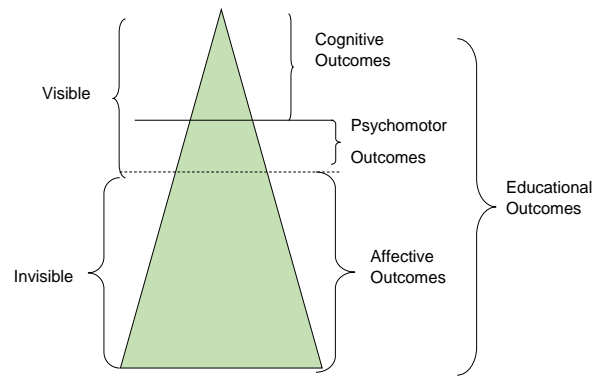 Cognitive
Outcomes
Visible
Psychomotor
Outcomes
Educational
Outcomes
Affective
Outcomes
Invisible